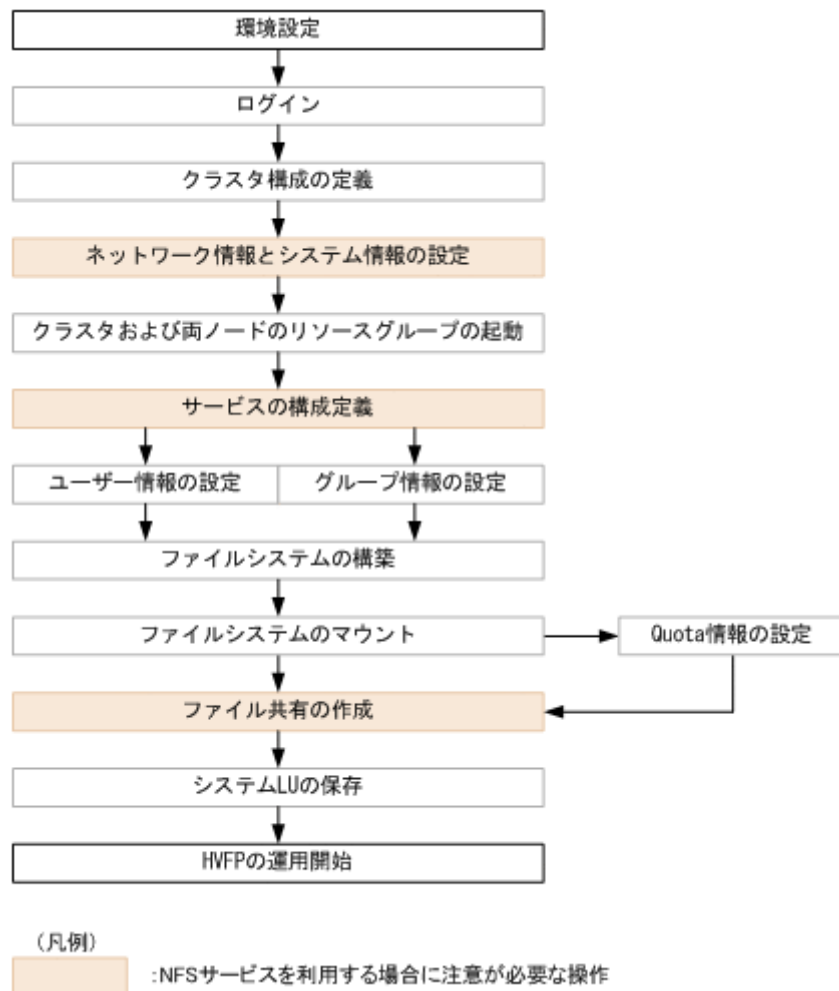 環境設定
ログイン
クラスタ構成の定義
ネットワーク情報とシステム情報の設定
クラスタおよび両ノードのリソースグループの起動
サービスの構成定義
ユーザー情報の設定
グループ情報の設定
ファイルシステムの構築
ファイルシステムのマウント
Quota情報の設定
ファイル共有の作成
システムLUの保存
HVFPの運用開始
(凡例)
:NFSサービスを利用する場合に注意が必要な操作